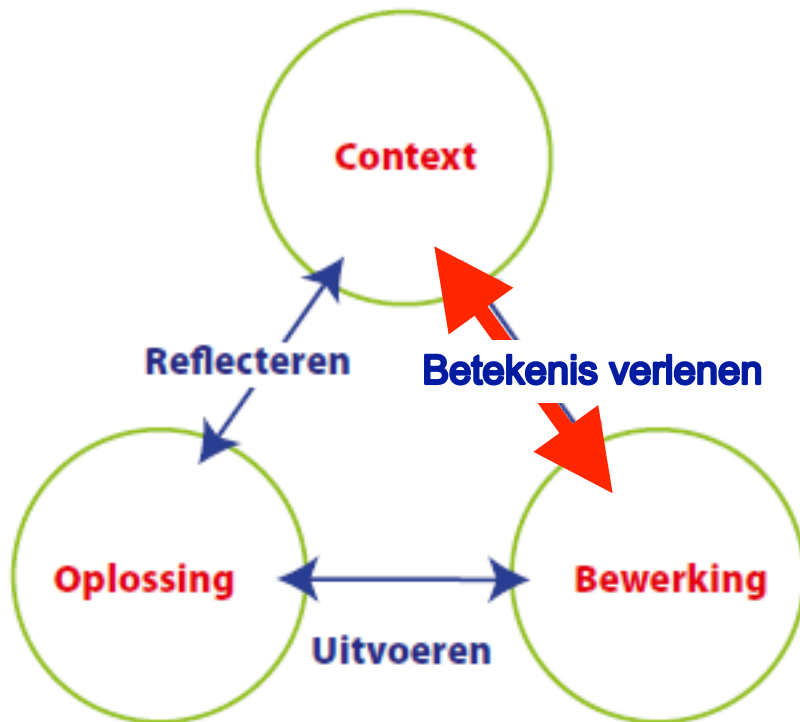 Context
Reflecteren
Betekenis verlenen
Oplossing
Bewerking
Uitvoeren